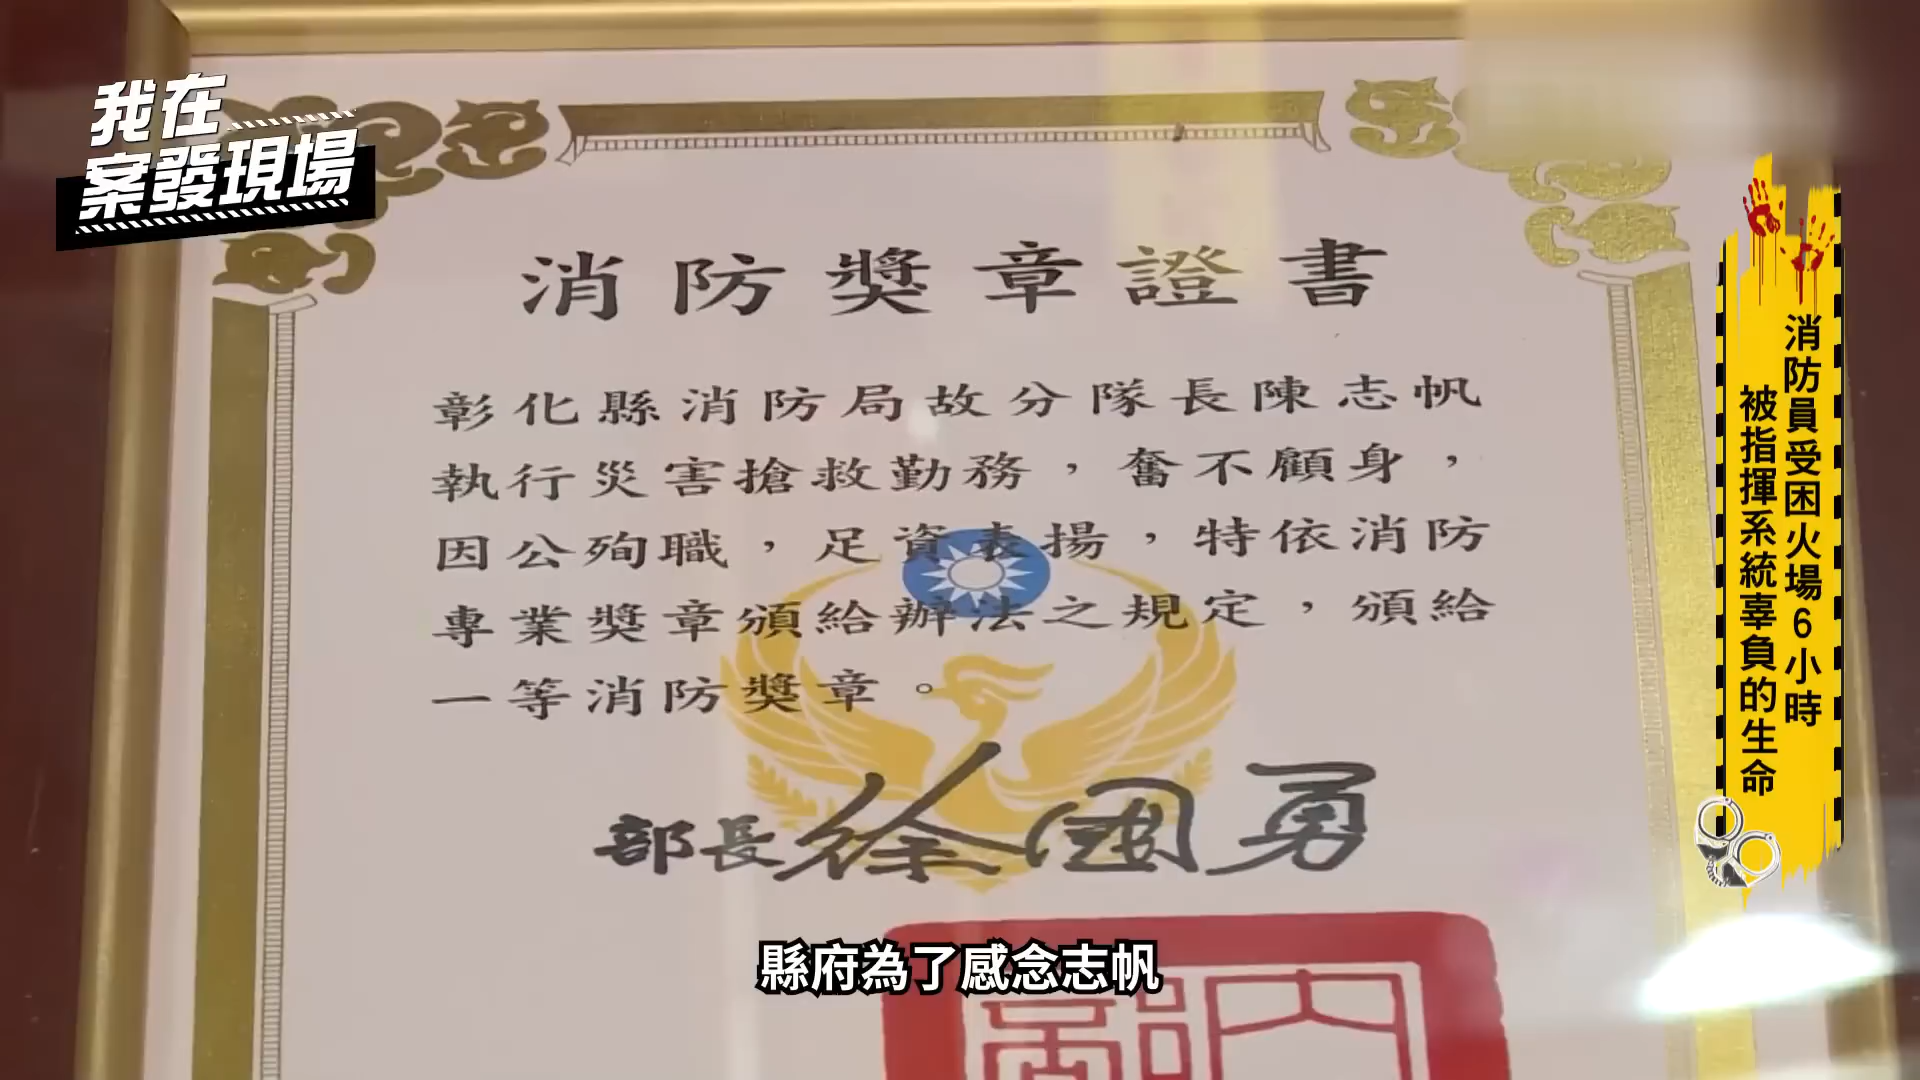 我在
案發現場
消防獎章證書
彰化縣消防局故分隊長陳志帆
執行災害搶救勤務，奮不顧身，
因公殉職，足資表揚，特依消防
專業獎章頒給辦法之規定，頒給
一等消防獎章。
部長徐國勇
消防員受困火場6小時
被指揮系統辜負的生命
縣府為了感念志帆